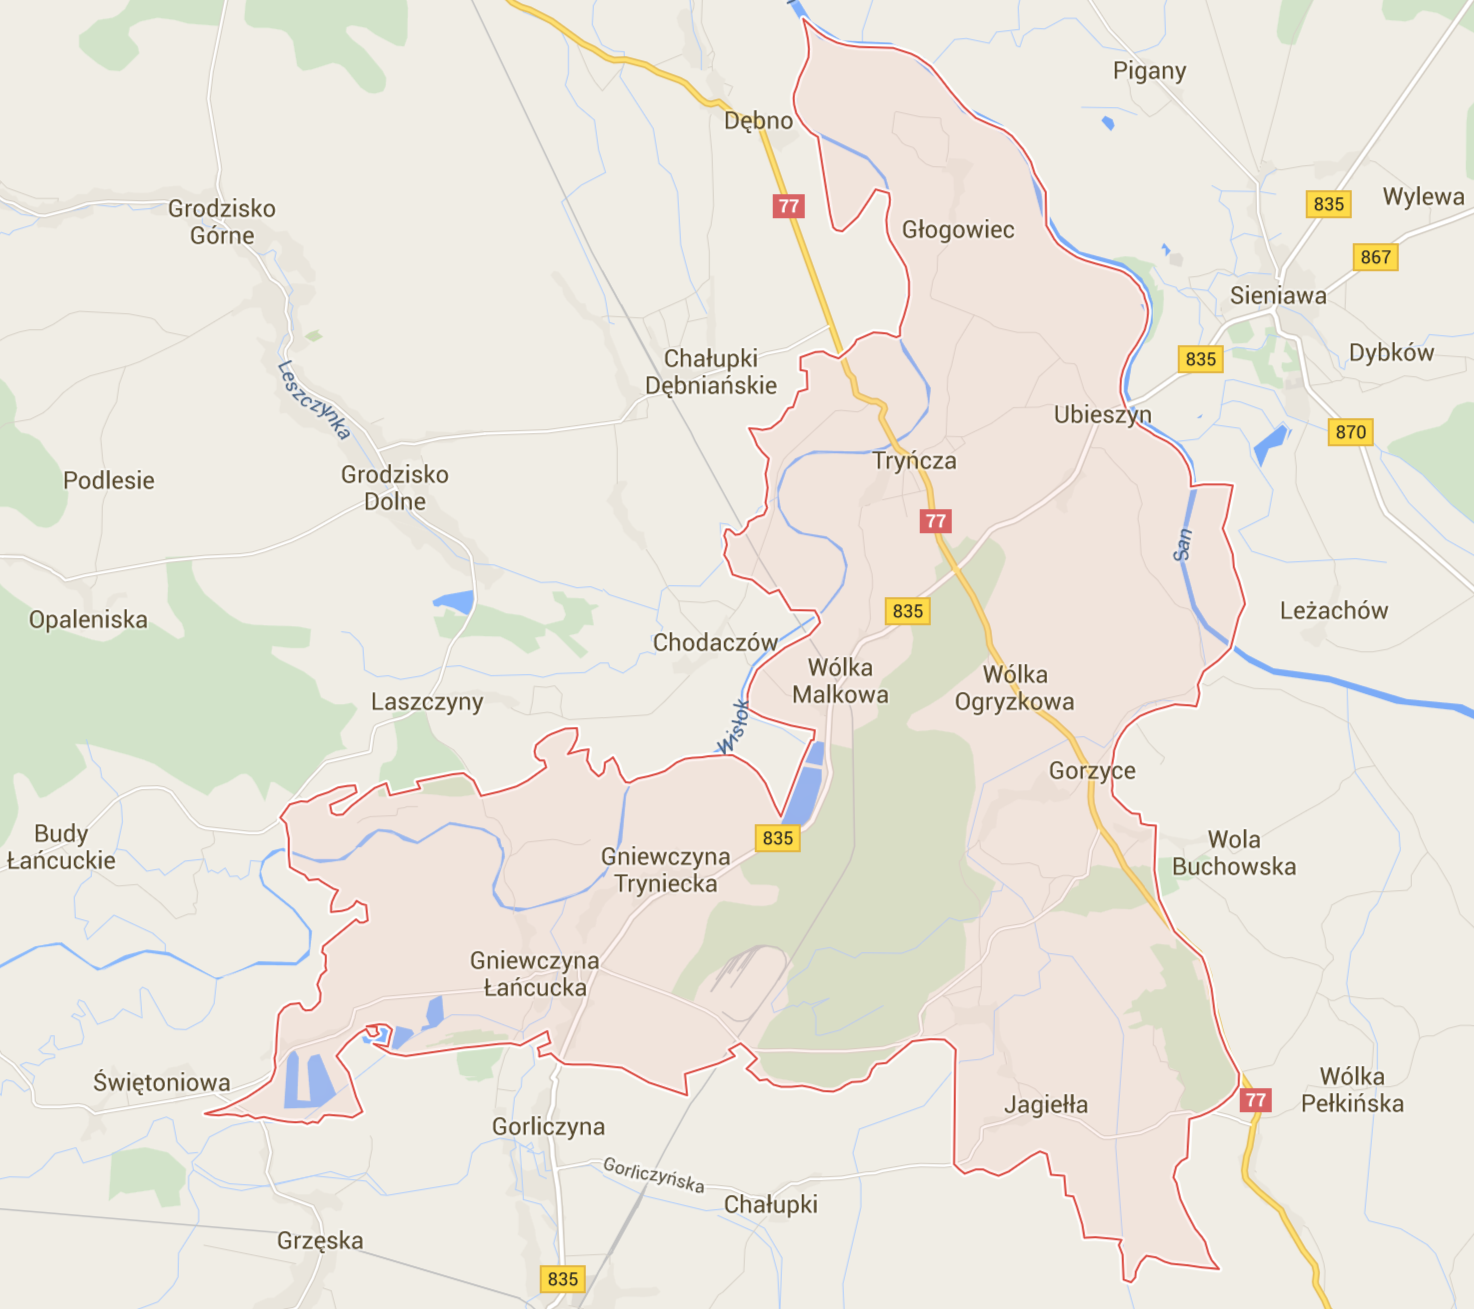 Pigany
Dębno
Wylewa
835
77
Grodzisko
Górne
Głogowiec
867
Sieniawa
Chałupki
Dębniańskie
835
Dybków
Leszczynka
Ubieszyn
870
Tryńcza
Podlesie
Grodzisko
Dolne
77
San
835
Leżachów
Opaleniska
Chodaczów
Wólka
Malkowa
Wólka
Ogryzkowa
Laszczyny
Wisłok
Gorzyce
Budy
Łańcuckie
835
Wola
Buchowska
Gniewczyna
Tryniecka
Gniewczyna
Łańcucka
Świętoniowa
Wólka
Pełkińska
77
Jagiełła
Gorliczyna
Gorliczyńska
Chałupki
Grzęska
835